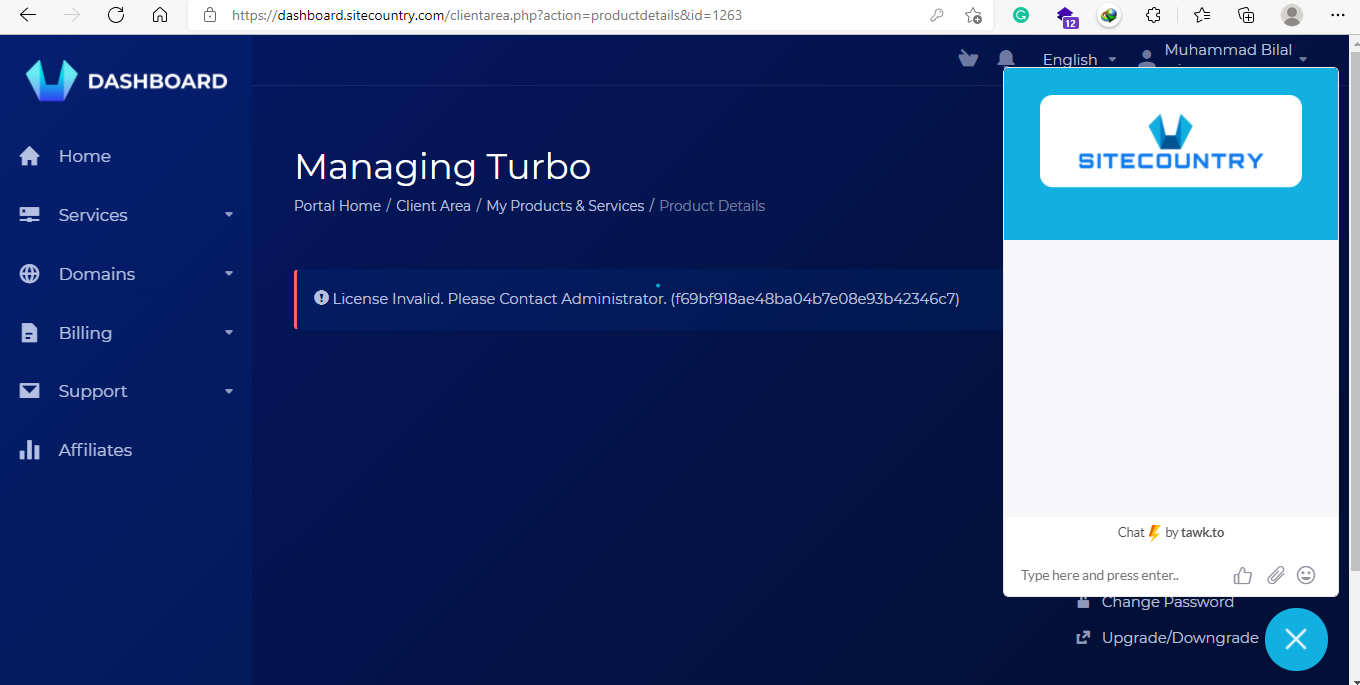 https://dashboard.sitecountry.com/clientarea.php?action=productdetails&id=1263
12
DASHBOARD
English
Muhammad Bilal
Home
Services
Domains
Billing
Support
Affiliates
Managing Turbo
Portal Home / Client Area / My Products & Services / Product Details
License Invalid. Please Contact Administrator. (f69bf918ae48ba04b7e08e93b42346c7)
SITECOUNTRY
Chat by tawk.to
Type here and press enter..
Change Password
Upgrade/Downgrade